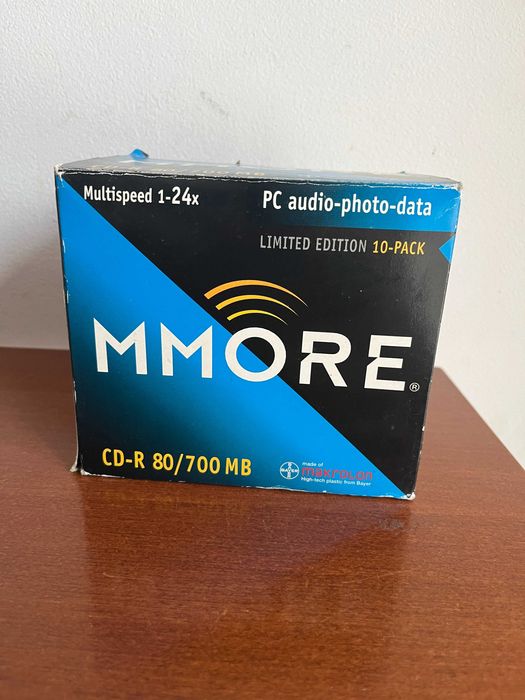 Multispeed 1-24x
PC audio-photo-data
LIMITED EDITION 10-PACK
MMORE®
CD-R 80/700 MB
BAYER
made of
makrolon
High-tech plastic from Bayer